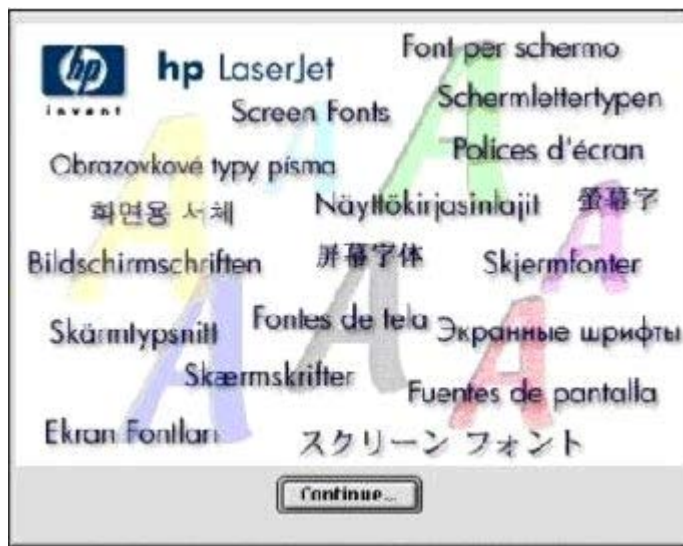 hp
invent
hp LaserJet
Font per schermo
Screen Fonts
Schermlettertypen
Obrazovkové typy písma
Polices d'écran
화면용 서체
Näyttökirjasinlajit
螢幕字
Bildschirmschriften
屏幕字体
Skjermfonter
Skärmtypsnitt
Fontes de tela
Экранные шрифты
Skærmskrifter
Fuentes de pantalla
Ekran Fontları
スクリーン フォント
Continue...